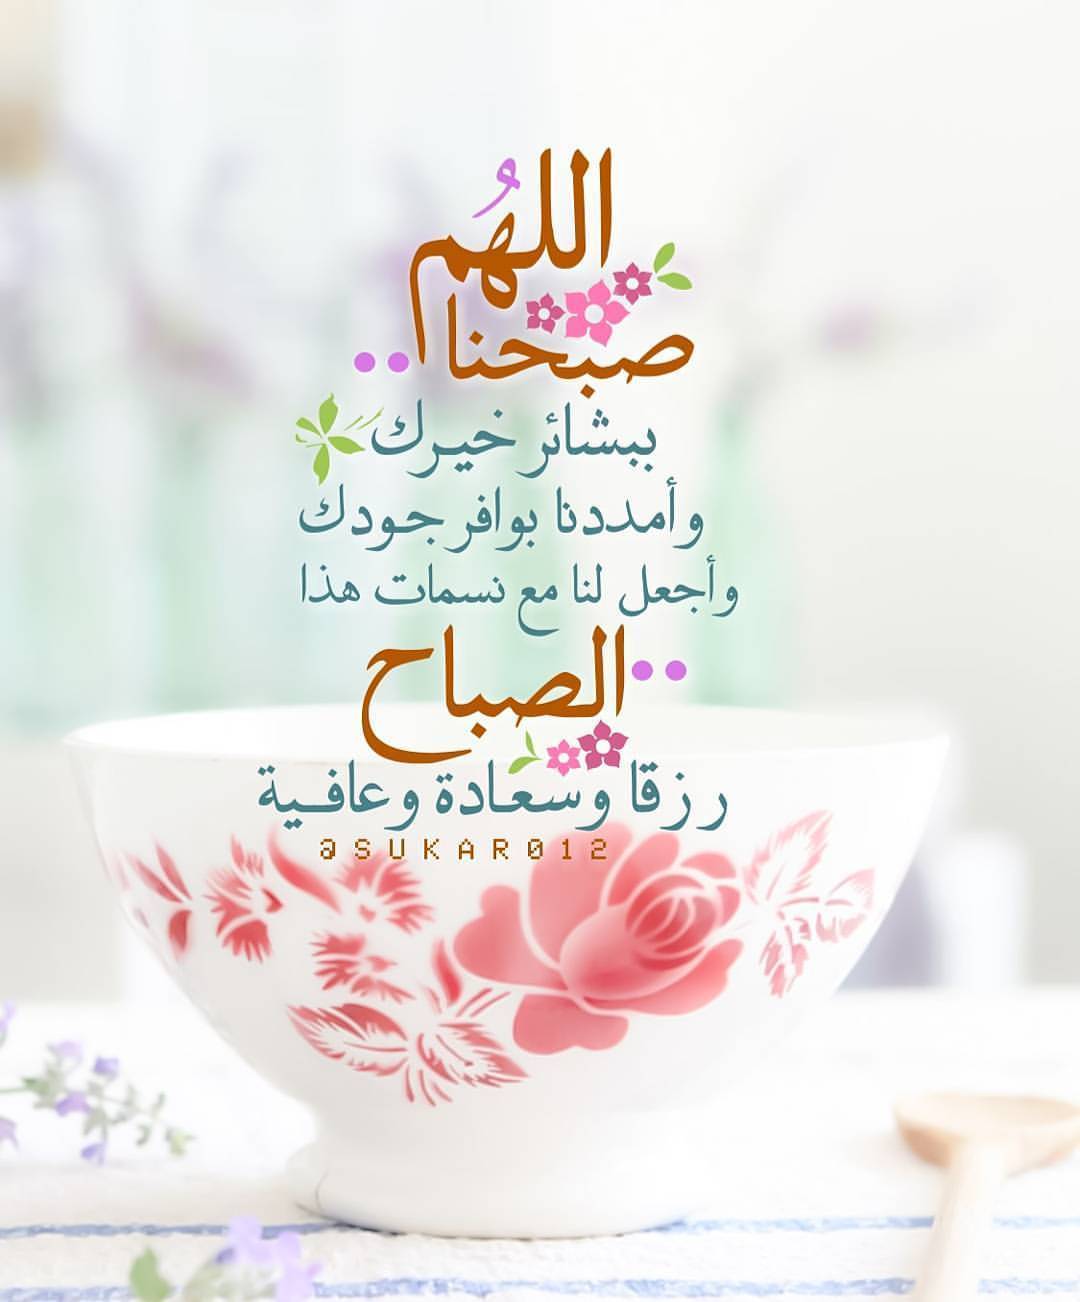 اللهُم
صبحنا
ببشائر خيرك
وأمددنا بوافر جودك
وأجعل لنا مع نسمات هذا
الصباح
رزقا وسعادة وعافية
@SUKAR012